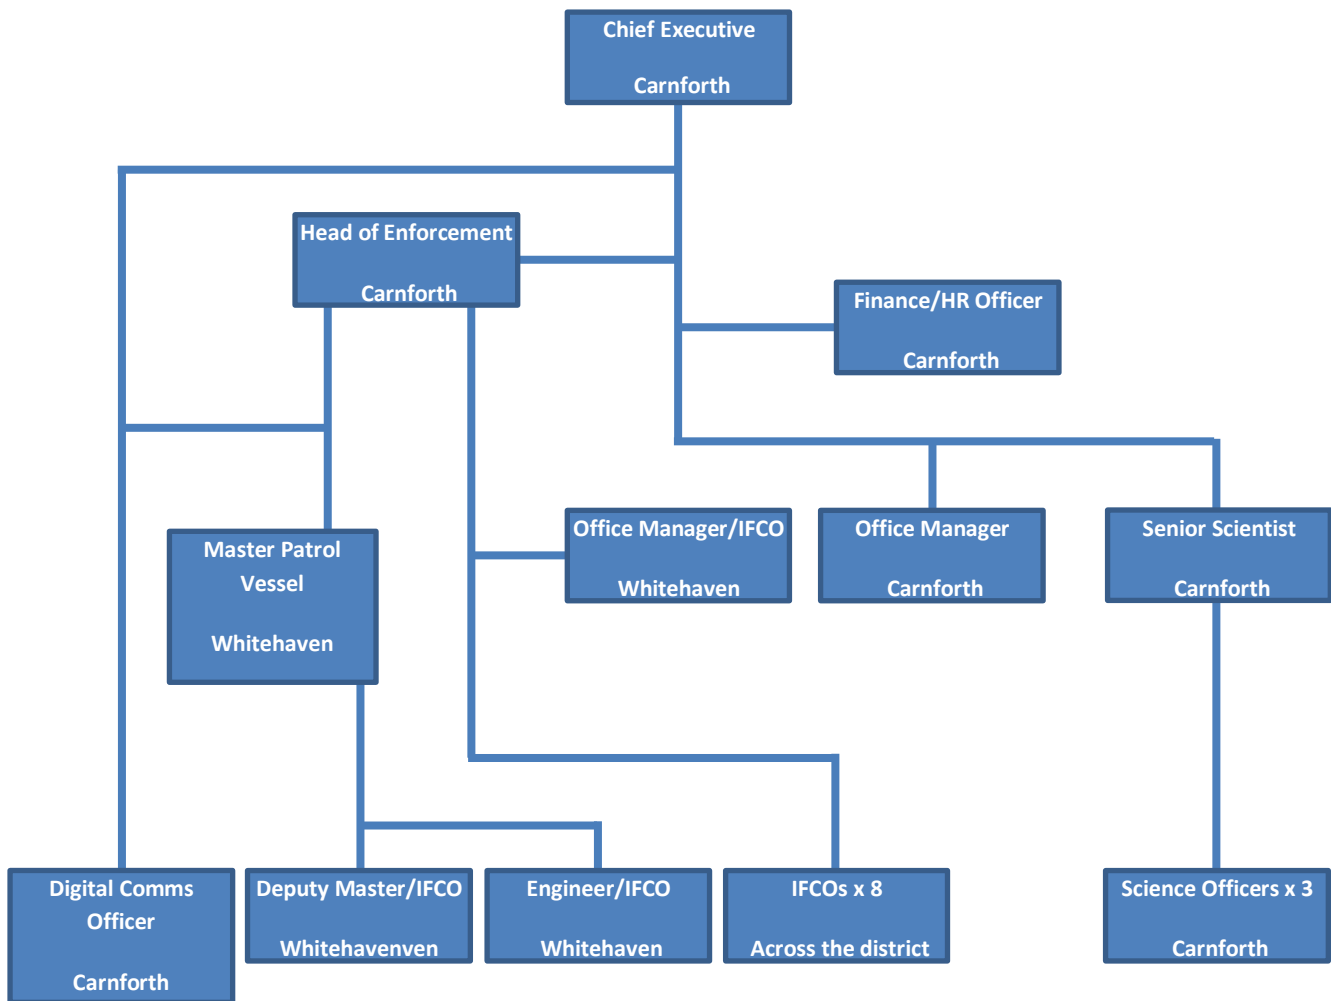 Chief Executive
Carnforth
Head of Enforcement
Carnforth
Finance/HR Officer
Carnforth
Master Patrol
Vessel
Whitehaven
Office Manager/IFCO
Whitehaven
Office Manager
Carnforth
Senior Scientist
Carnforth
Digital Comms
Officer
Carnforth
Deputy Master/IFCO
Whitehavenven
Engineer/IFCO
Whitehaven
IFCOs x 8
Across the district
Science Officers x 3
Carnforth